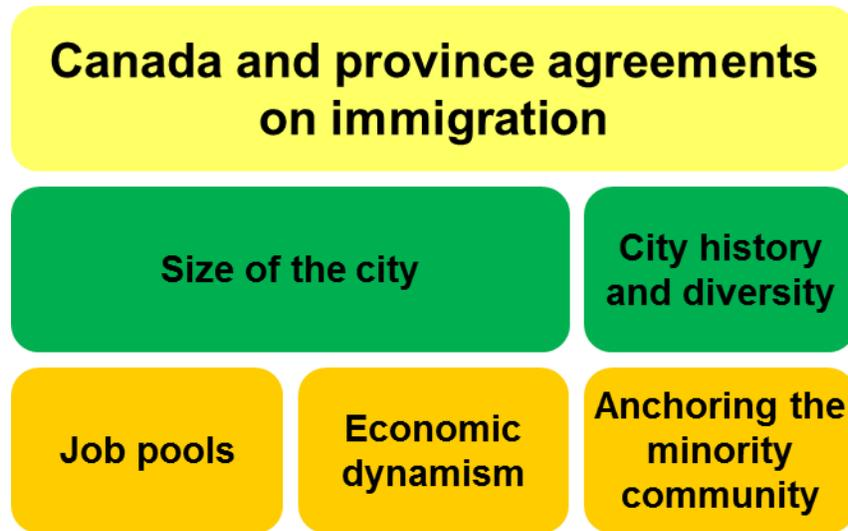 Canada and province agreements
on immigration
Size of the city
City history
and diversity
Job pools
Economic
dynamism
Anchoring the
minority
community